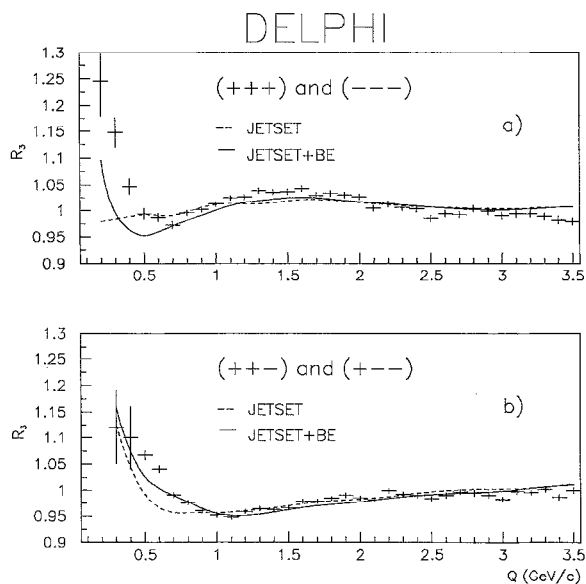 DELPHI
R₃
1.3
1.25
1.2
1.15
1.1
1.05
1
0.95
0.9
(+++) and (---)
JETSET
JETSET+BE
a)
0.5
1
1.5
2
2.5
3
3.5
R₃
1.3
1.25
1.2
1.15
1.1
1.05
1
0.95
0.9
(++-) and (+--)
JETSET
JETSET+BE
b)
0.5
1
1.5
2
2.5
3
3.5
Q (GeV/c)